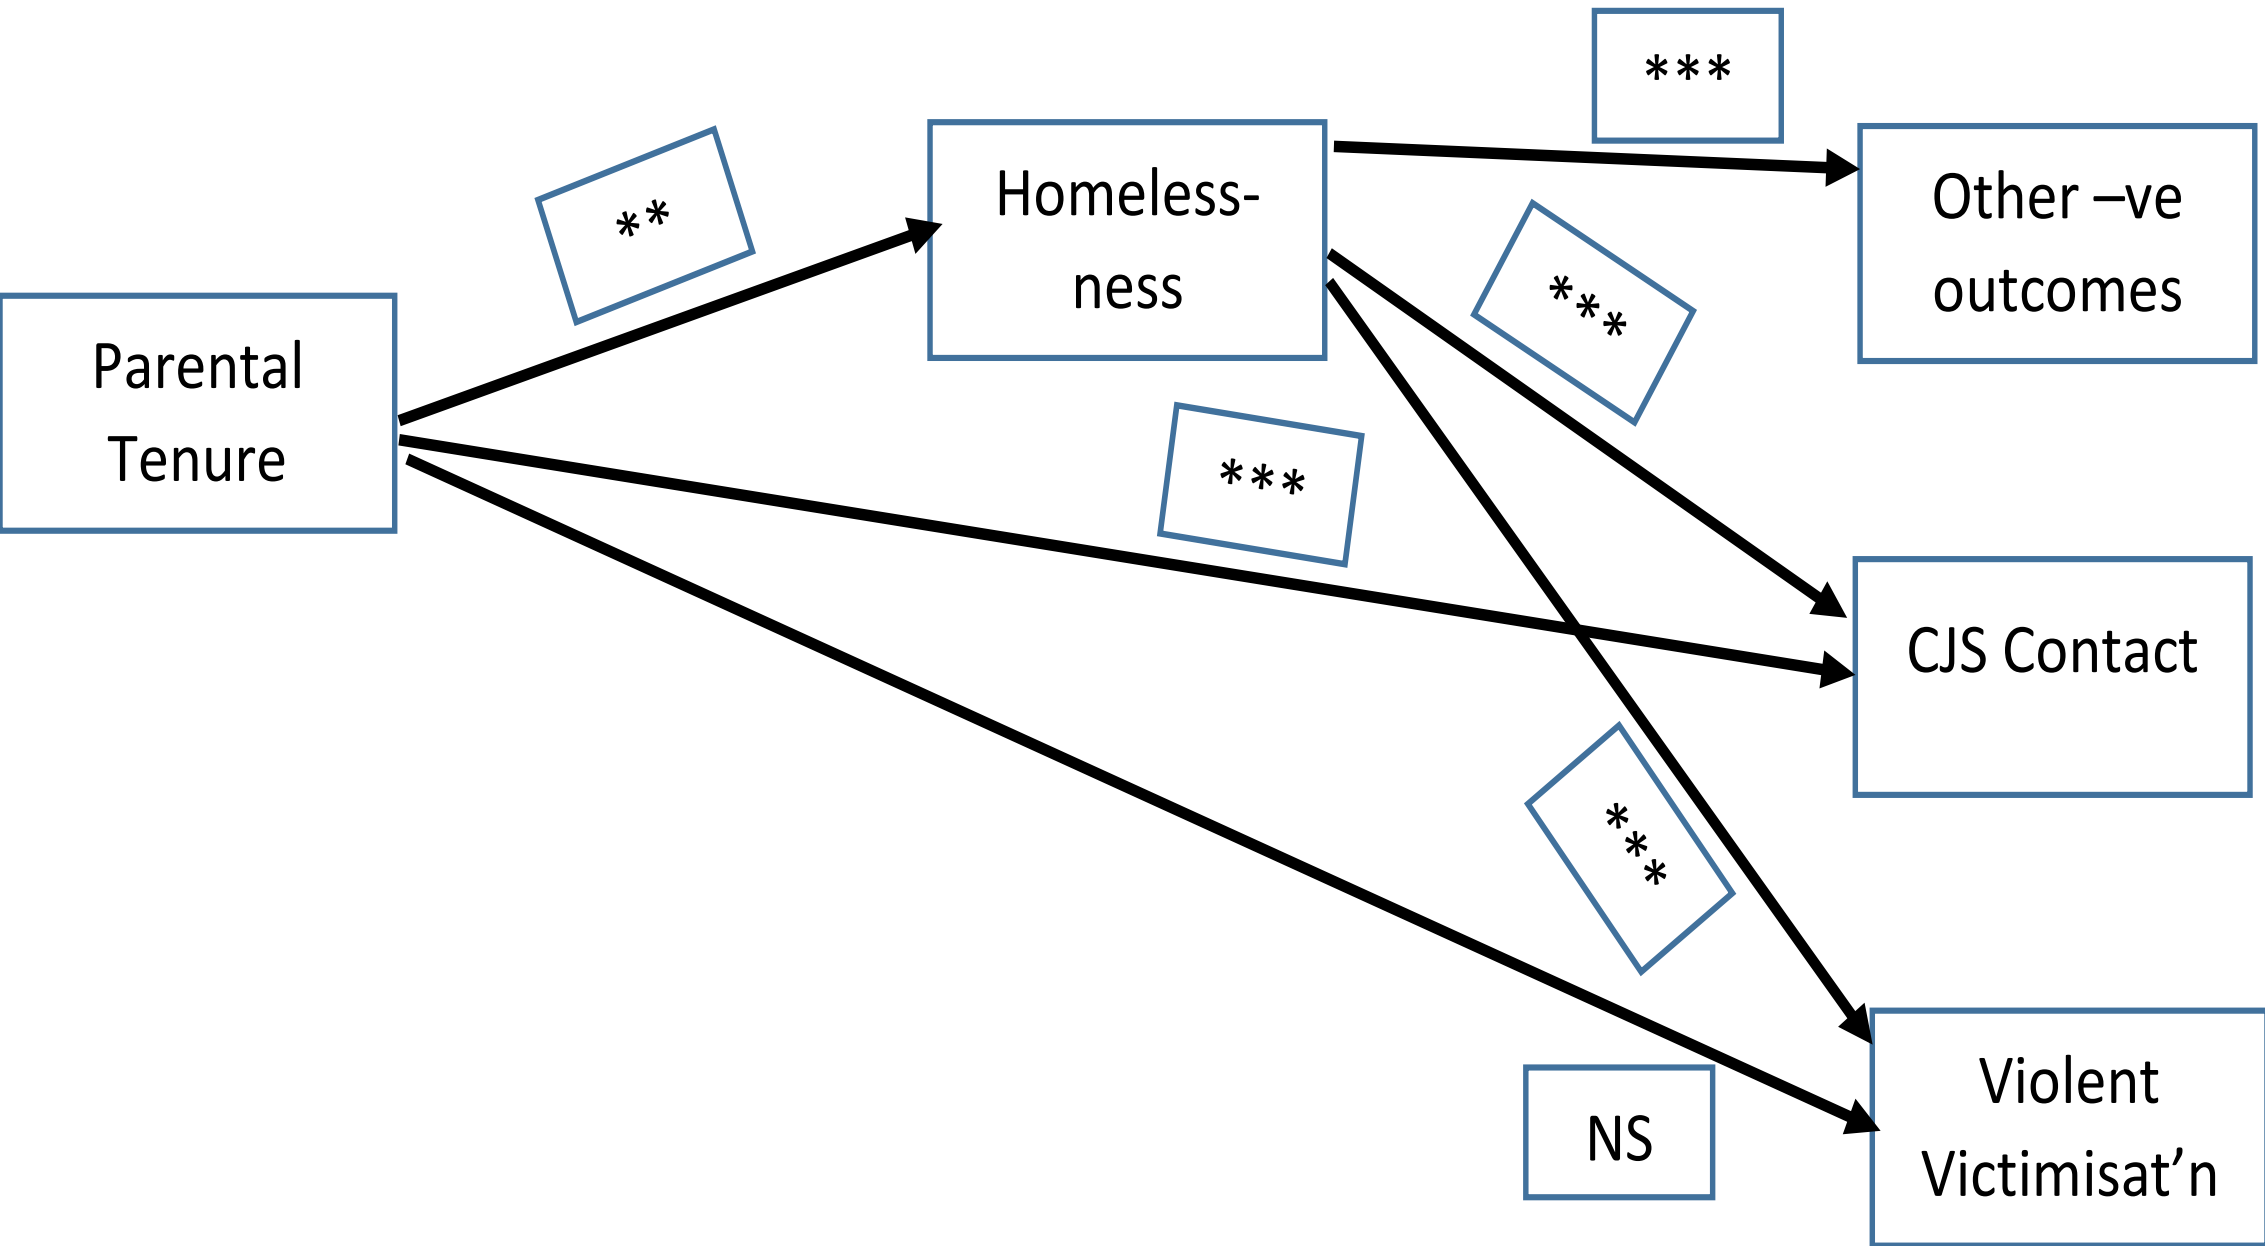 ***
**
Homeless-
ness
Other –ve
outcomes
***
Parental
Tenure
***
CJS Contact
***
NS
Violent
Victimisat’n